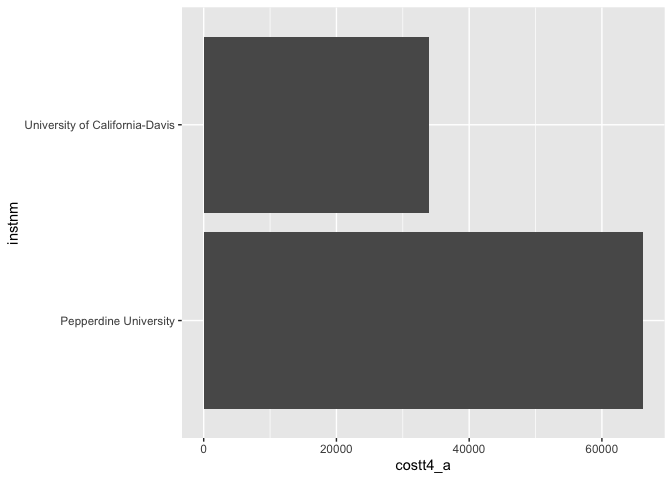 University of California-Davis
instnm
Pepperdine University
0 20000 40000 60000
costt4_a